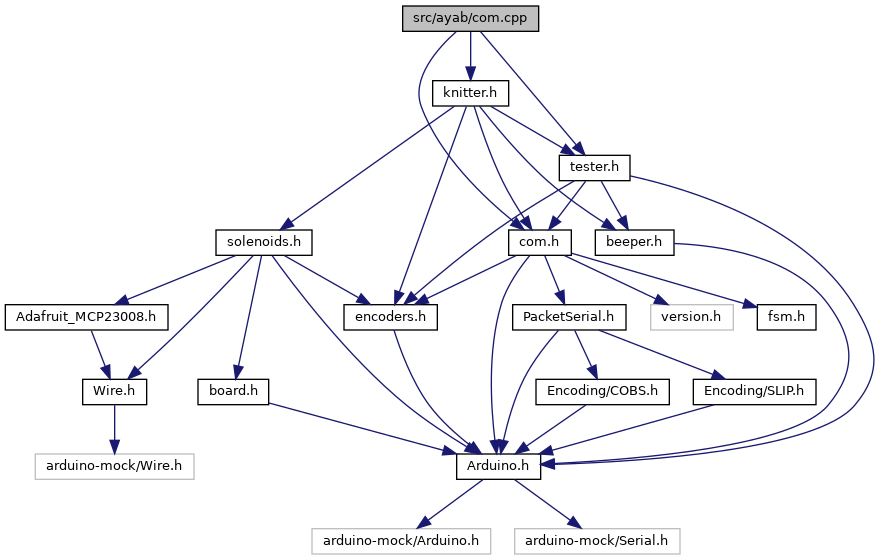 src/ayab/com.cpp
knitter.h
tester.h
solenoids.h
com.h
beeper.h
Adafruit_MCP23008.h
encoders.h
PacketSerial.h
version.h
fsm.h
Wire.h
board.h
Encoding/COBS.h
Encoding/SLIP.h
arduino-mock/Wire.h
Arduino.h
arduino-mock/Arduino.h
arduino-mock/Serial.h